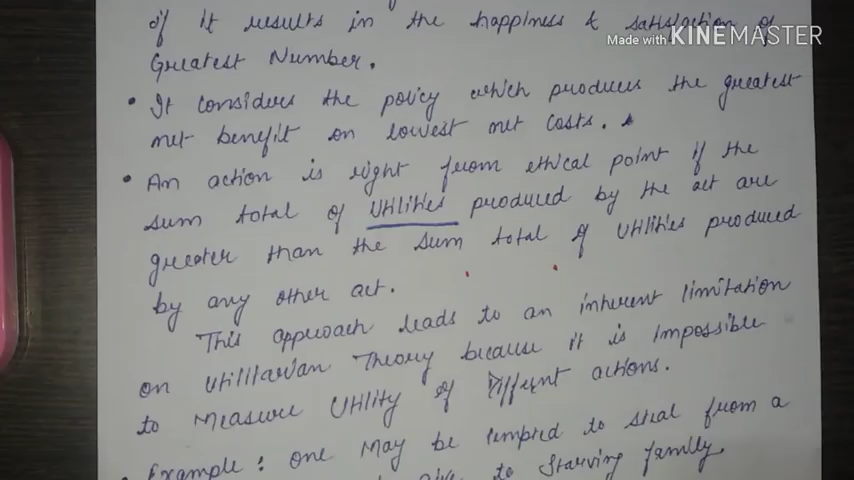 if it results in the happiness & satisfaction of
Made with KINEMASTER
Greatest Number.
• It considers the policy which produces the greatest
net benefit on lowest net costs.
• An action is right from ethical point if the
sum total of Utilities produced by the act are
greater than the sum total of Utilities produced
by any other act.
This approach leads to an inherent limitation
on Utilitarian Theory because it is impossible
to Measure Utility of Different actions.
• Example : One May be tempted to steal from a
give to starving family.